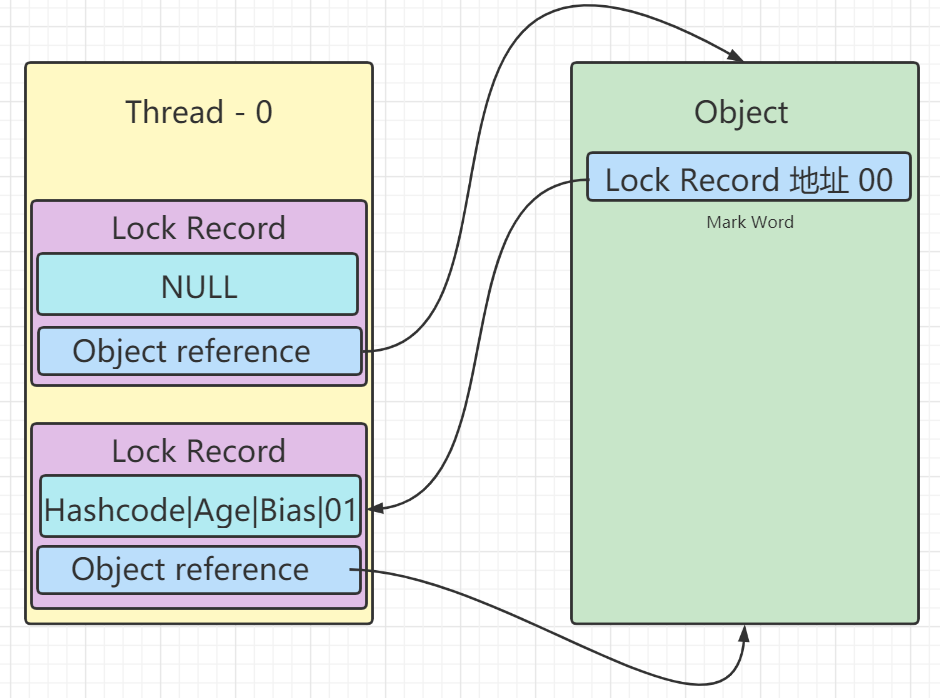 Thread - 0
Lock Record
NULL
Object reference
Lock Record
Hashcode|Age|Bias|01
Object reference
Object
Lock Record 地址 00
Mark Word